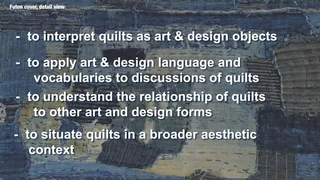 Futon cover, detail view
- to interpret quilts as art & design objects
- to apply art & design language and
vocabularies to discussions of quilts
- to understand the relationship of quilts
to other art and design forms
- to situate quilts in a broader aesthetic
context